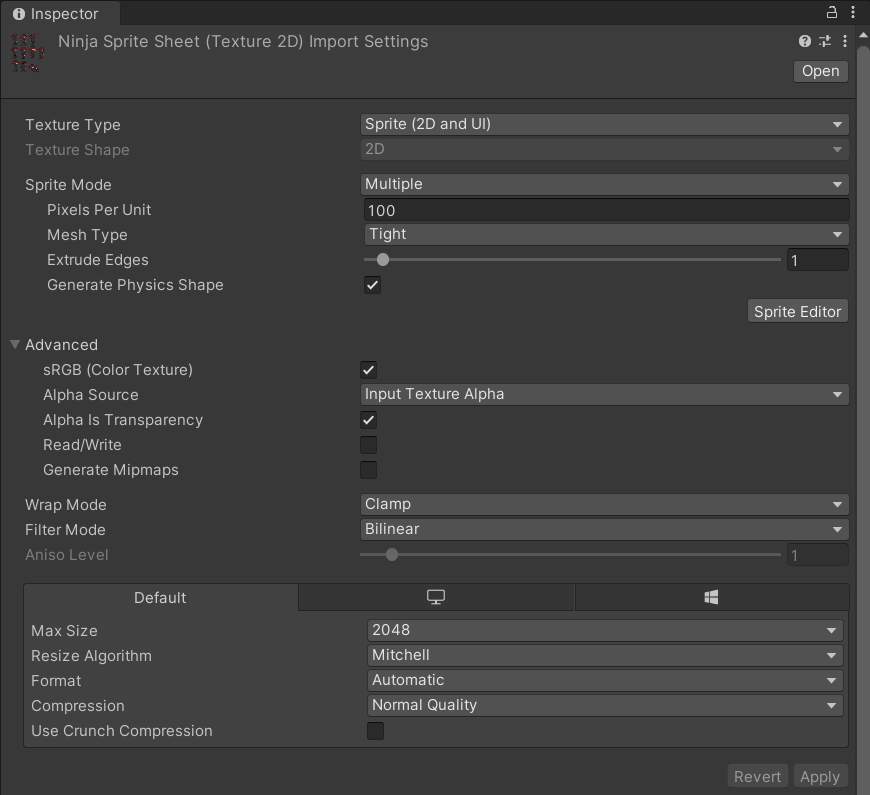 Inspector
Ninja Sprite Sheet (Texture 2D) Import Settings
Open
Texture Type Sprite (2D and UI)
Texture Shape 2D
Sprite Mode Multiple
Pixels Per Unit 100
Mesh Type Tight
Extrude Edges 1
Generate Physics Shape
Sprite Editor
Advanced
sRGB (Color Texture)
Alpha Source Input Texture Alpha
Alpha Is Transparency
Read/Write
Generate Mipmaps
Wrap Mode Clamp
Filter Mode Bilinear
Aniso Level 1
Default
Max Size 2048
Resize Algorithm Mitchell
Format Automatic
Compression Normal Quality
Use Crunch Compression
Revert Apply